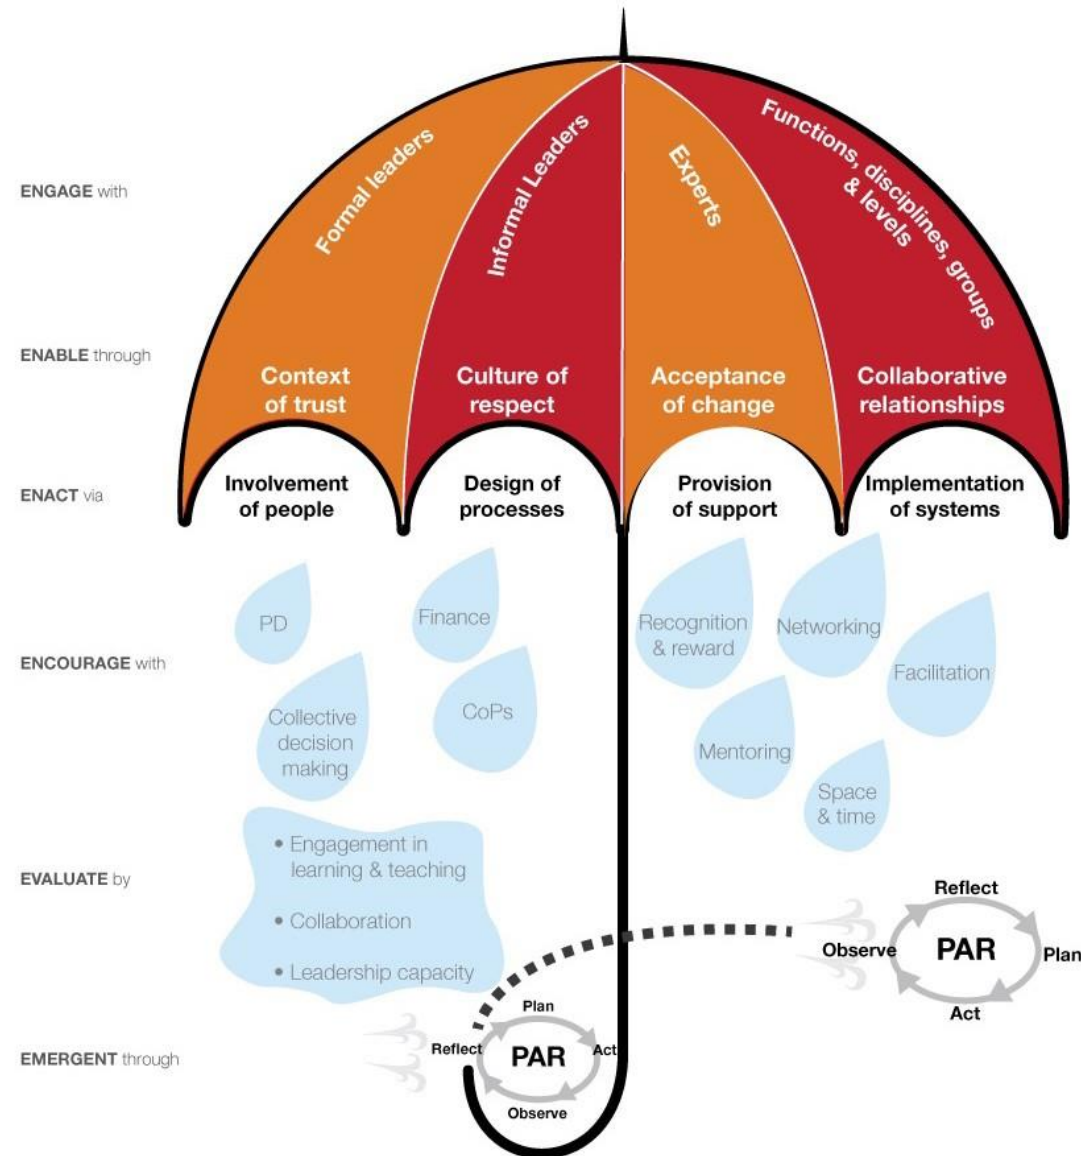 ENGAGE with
Formal leaders
Informal Leaders
Experts
Functions, disciplines, groups
& levels
ENABLE through
Context
of trust
Culture of
respect
Acceptance
of change
Collaborative
relationships
ENACT via
Involvement
of people
Design of
processes
Provision
of support
Implementation
of systems
ENCOURAGE with
PD
Finance
Recognition
& reward
Networking
Facilitation
Collective
decision
making
CoPs
Mentoring
Space
& time
EVALUATE by
• Engagement in
learning & teaching
• Collaboration
• Leadership capacity
Reflect
Observe
PAR
Plan
Act
EMERGENT through
Plan
Reflect
PAR
Act
Observe